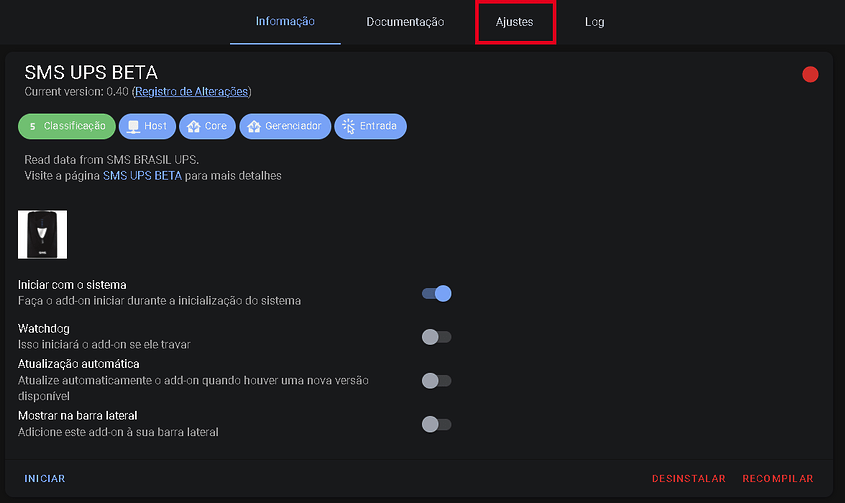 Informação
Documentação
Ajustes
Log
SMS UPS BETA
Current version: 0.40 (Registro de Alterações)
5 Classificação
Host
Core
Gerenciador
Entrada
Read data from SMS BRASIL UPS.
Visite a página SMS UPS BETA para mais detalhes
Iniciar com o sistema
Faça o add-on iniciar durante a inicialização do sistema
Watchdog
Isso iniciará o add-on se ele travar
Atualização automática
Atualize automaticamente o add-on quando houver uma nova versão
disponível
Mostrar na barra lateral
Adicione este add-on à sua barra lateral
INICIAR
DESINSTALAR
RECOMPILAR